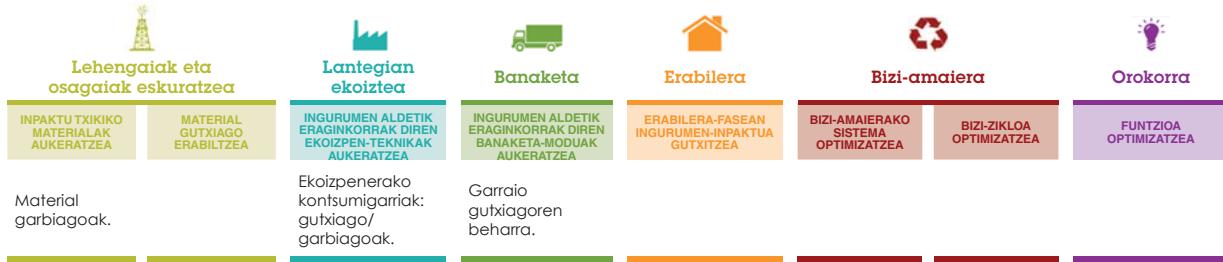 Lehengaiak eta
osagaiak eskuratzea
Lantegian
ekoiztea
Banaketa
Erabilera
Bizi-amaiera
Orokorra
INPAKTU TXIKIKO
MATERIALAK
AUKERATZEA
MATERIAL
GUTXIAGO
ERABILTZEA
INGURUMEN ALDETIK
ERAGINKORRAK DIREN
EKOIZPEN-TEKNIKAK
AUKERATZEA
INGURUMEN ALDETIK
ERAGINKORRAK DIREN
BANAKETA-MODUAK
AUKERATZEA
ERABILERA-FASEAN
INGURUMEN-INPAKTUA
GUTXITZEA
BIZI-AMAIERAKO
SISTEMA
OPTIMIZATZEA
BIZI-ZIKLOA
OPTIMIZATZEA
FUNTZIOA
OPTIMIZATZEA
Material
garbiagoak.
Ekoizpenerako
kontsumigarriak:
gutxiago/
garbiagoak.
Garraio
gutxiagoren
beharra.